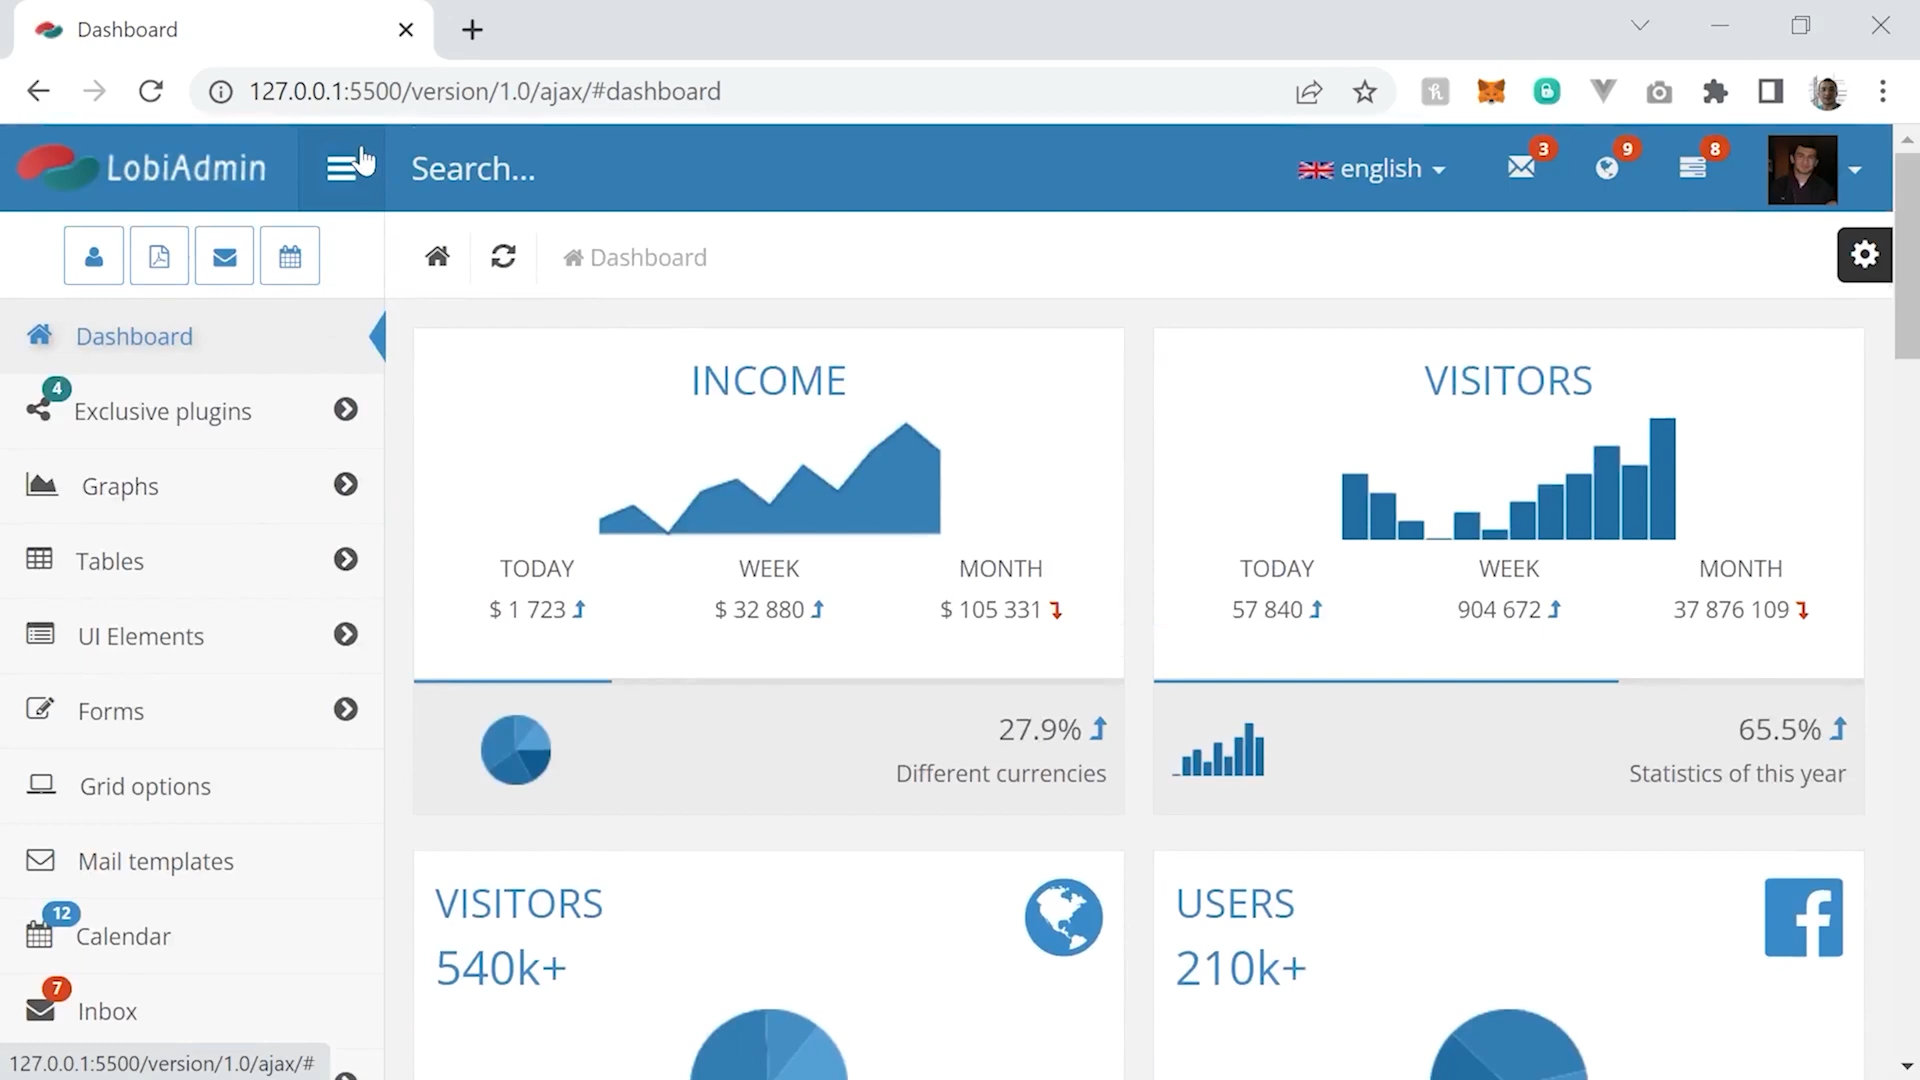 Dashboard
127.0.0.1:5500/version/1.0/ajax/#dashboard
LobiAdmin
Search...
english
3
9
8
Dashboard
Dashboard
4
Exclusive plugins
Graphs
Tables
UI Elements
Forms
Grid options
Mail templates
12
Calendar
7
Inbox
127.0.0.1:5500/version/1.0/ajax/#
INCOME
TODAY WEEK MONTH
$ 1 723 $ 32 880 $ 105 331
27.9%
Different currencies
VISITORS
TODAY WEEK MONTH
57 840 904 672 37 876 109
65.5%
Statistics of this year
VISITORS
540k+
USERS
210k+